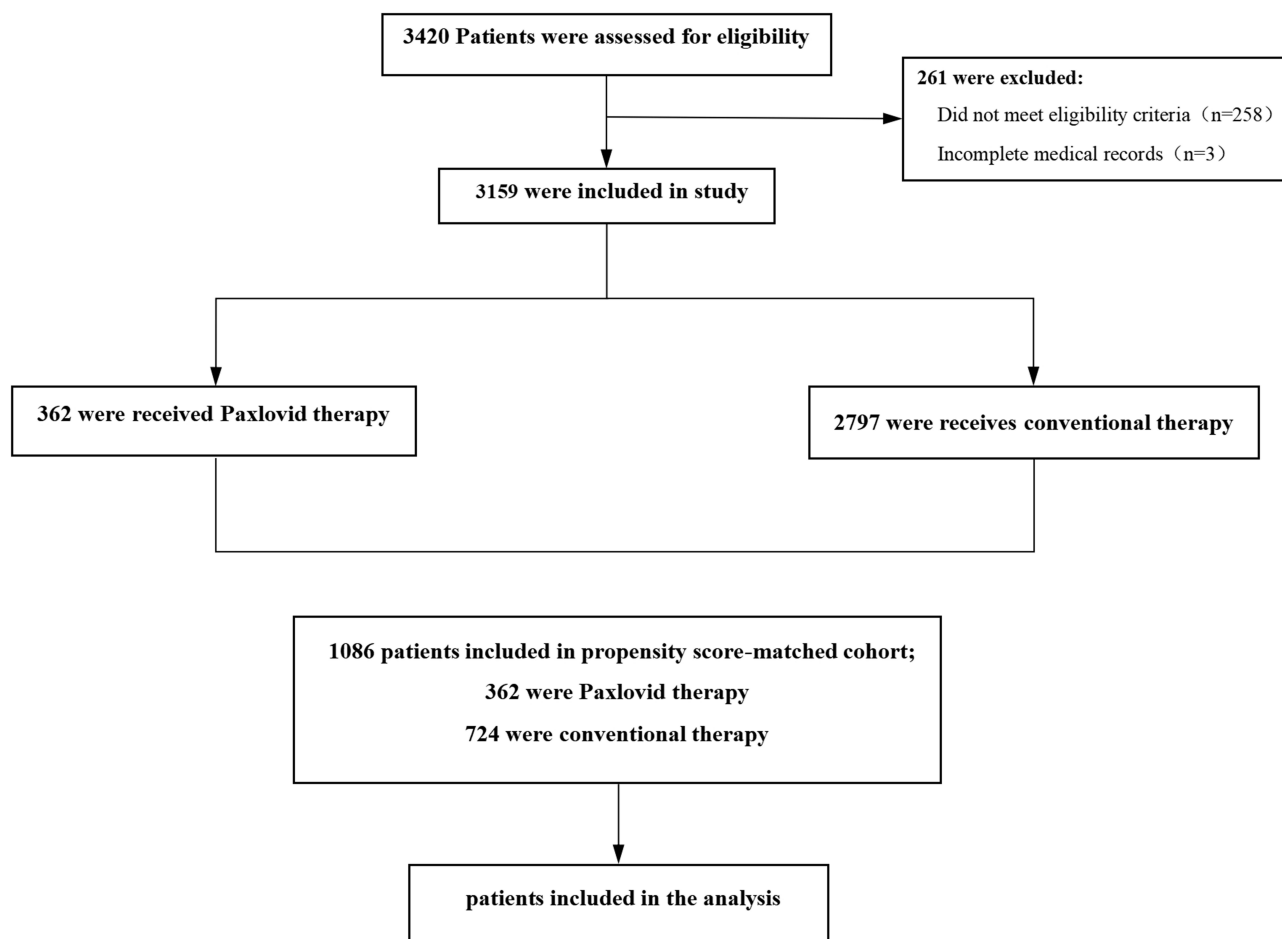 3420 Patients were assessed for eligibility
261 were excluded:
Did not meet eligibility criteria（n=258）
Incomplete medical records（n=3）
3159 were included in study
362 were received Paxlovid therapy
2797 were receives conventional therapy
1086 patients included in propensity score-matched cohort;
362 were Paxlovid therapy
724 were conventional therapy
patients included in the analysis